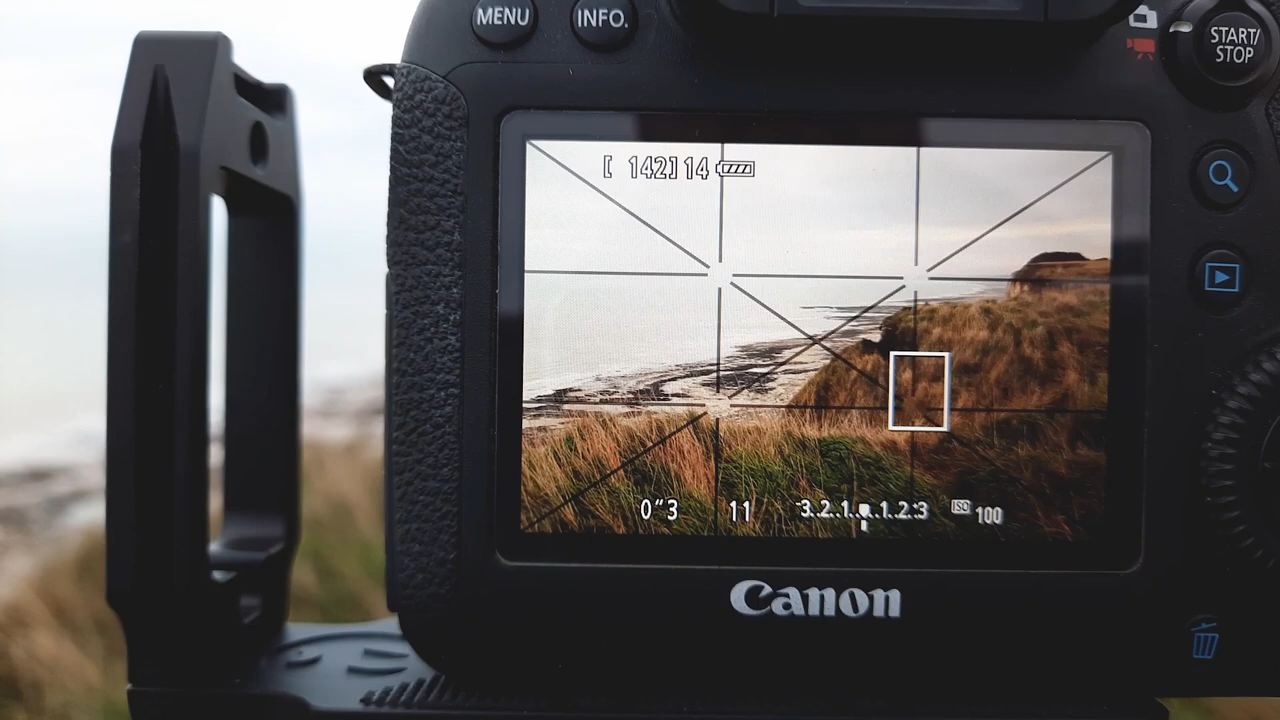 MENU INFO.
START/
STOP
[ 142] 14
0"3 11 -3..2..1..0..1..2..:3 ISO 100
Canon